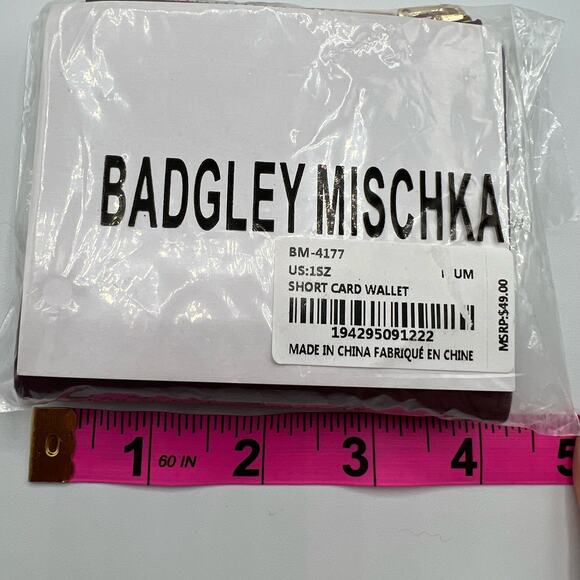 BADGLEY MISCHKA
BM-4177
US:1SZ UM
SHORT CARD WALLET
194295091222
MADE IN CHINA FABRIQUÉ EN CHINE
MSRP:$49.00
1 60 IN 2 3 4 5